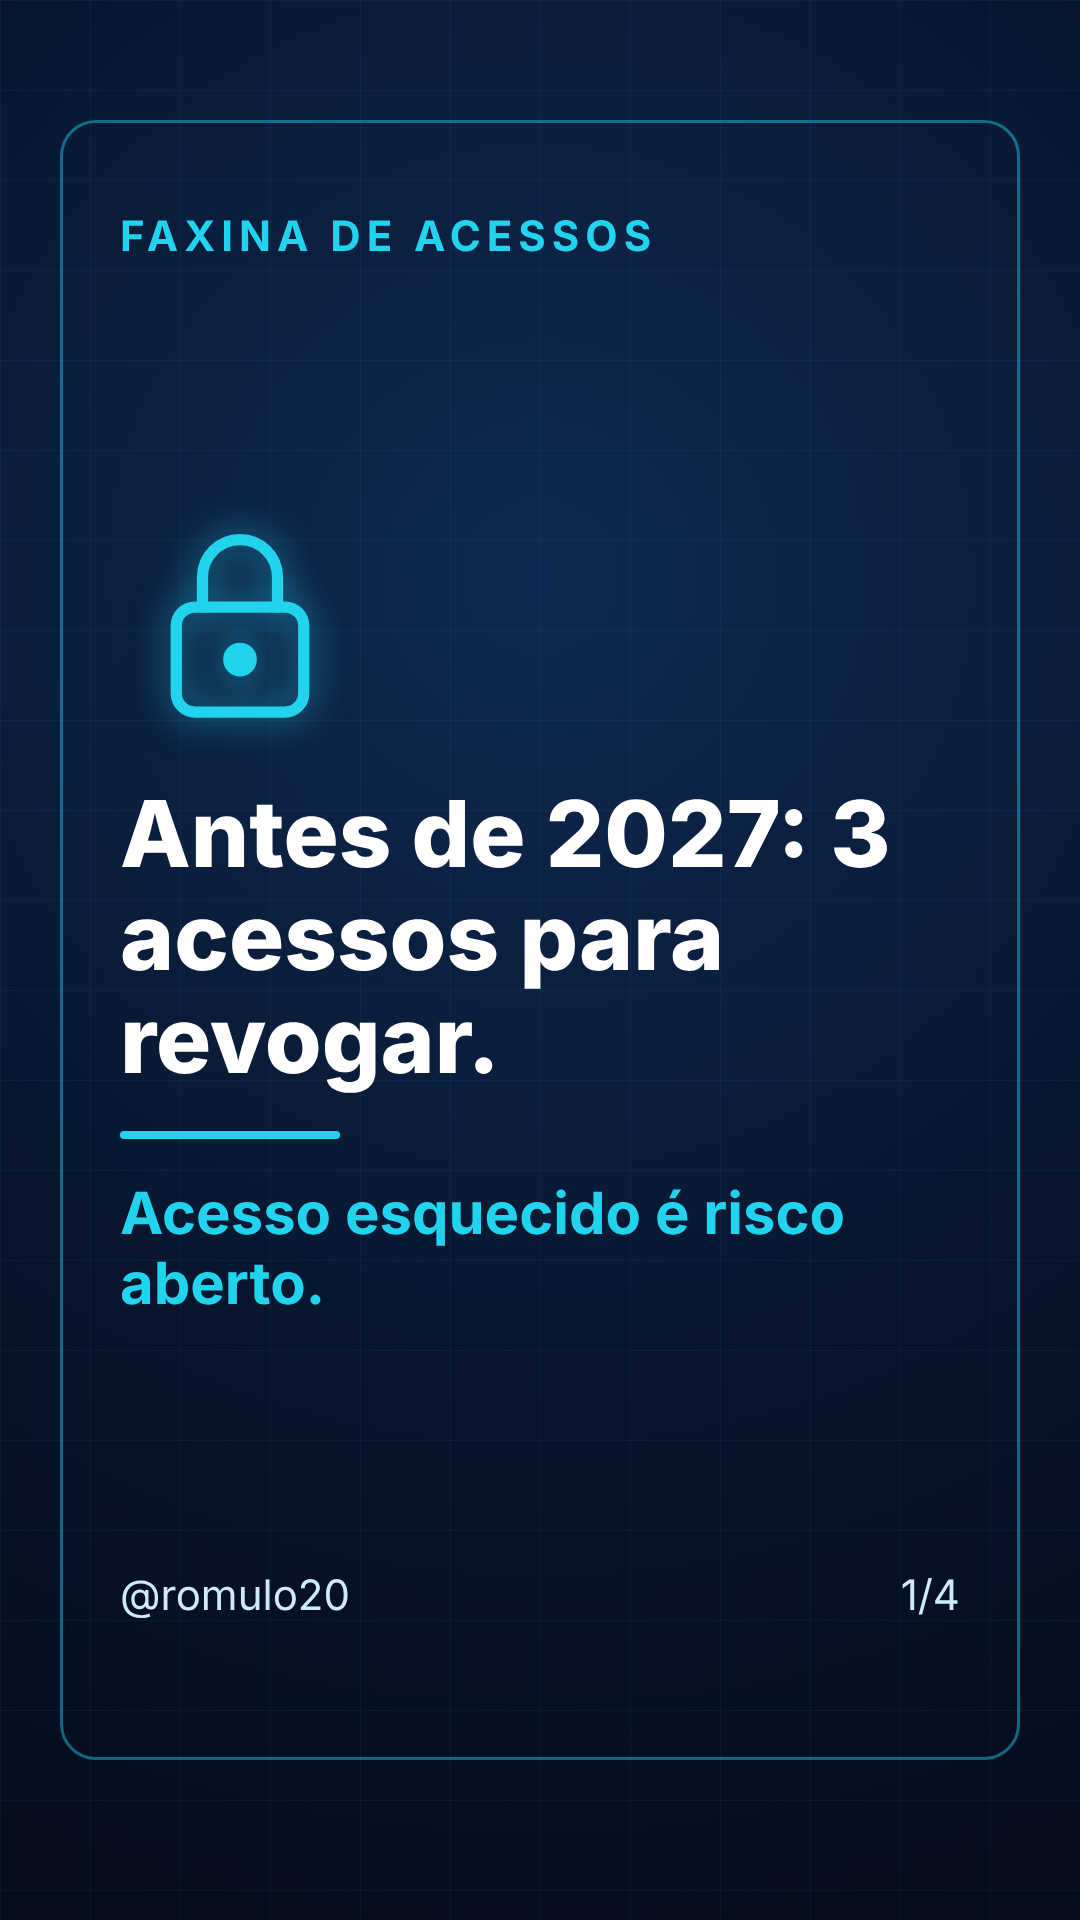 FAXINA DE ACESSOS
Antes de 2027: 3
acessos para
revogar.
Acesso esquecido é risco
aberto.
@romulo20
1/4